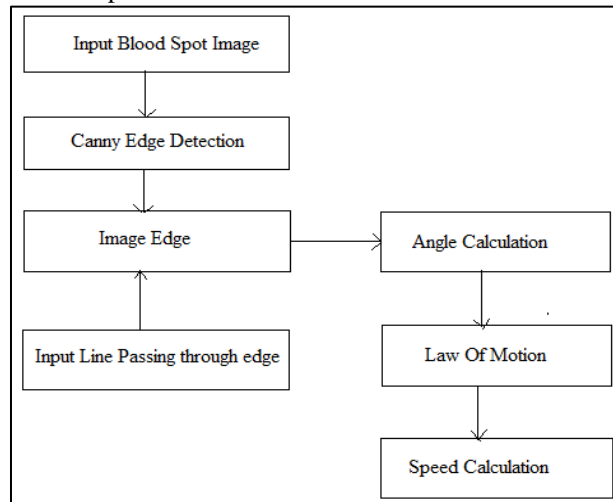 Input Blood Spot Image
Canny Edge Detection
Image Edge
Angle Calculation
Input Line Passing through edge
Law Of Motion
Speed Calculation